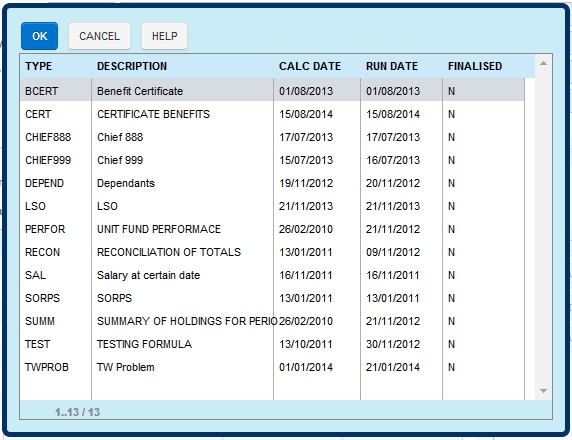 OK CANCEL HELP
TYPE DESCRIPTION CALC DATE RUN DATE FINALISED
BCERT Benefit Certificate 01/08/2013 01/08/2013 N
CERT CERTIFICATE BENEFITS 15/08/2014 15/08/2014 N
CHIEF888 Chief 888 17/07/2013 17/07/2013 N
CHIEF999 Chief 999 15/07/2013 16/07/2013 N
DEPEND Dependants 19/11/2012 20/11/2012 N
LSO LSO 21/11/2013 21/11/2013 N
PERFOR UNIT FUND PERFORMACE 26/02/2010 21/11/2012 N
RECON RECONCILIATION OF TOTALS 13/01/2011 09/11/2012 N
SAL Salary at certain date 16/11/2011 16/11/2011 N
SORPS SORPS 13/01/2011 13/01/2011 N
SUMM SUMMARY OF HOLDINGS FOR PERIO 26/02/2010 21/11/2012 N
TEST TESTING FORMULA 13/10/2011 30/11/2012 N
TWPROB TW Problem 01/01/2014 21/01/2014 N
1..13 / 13